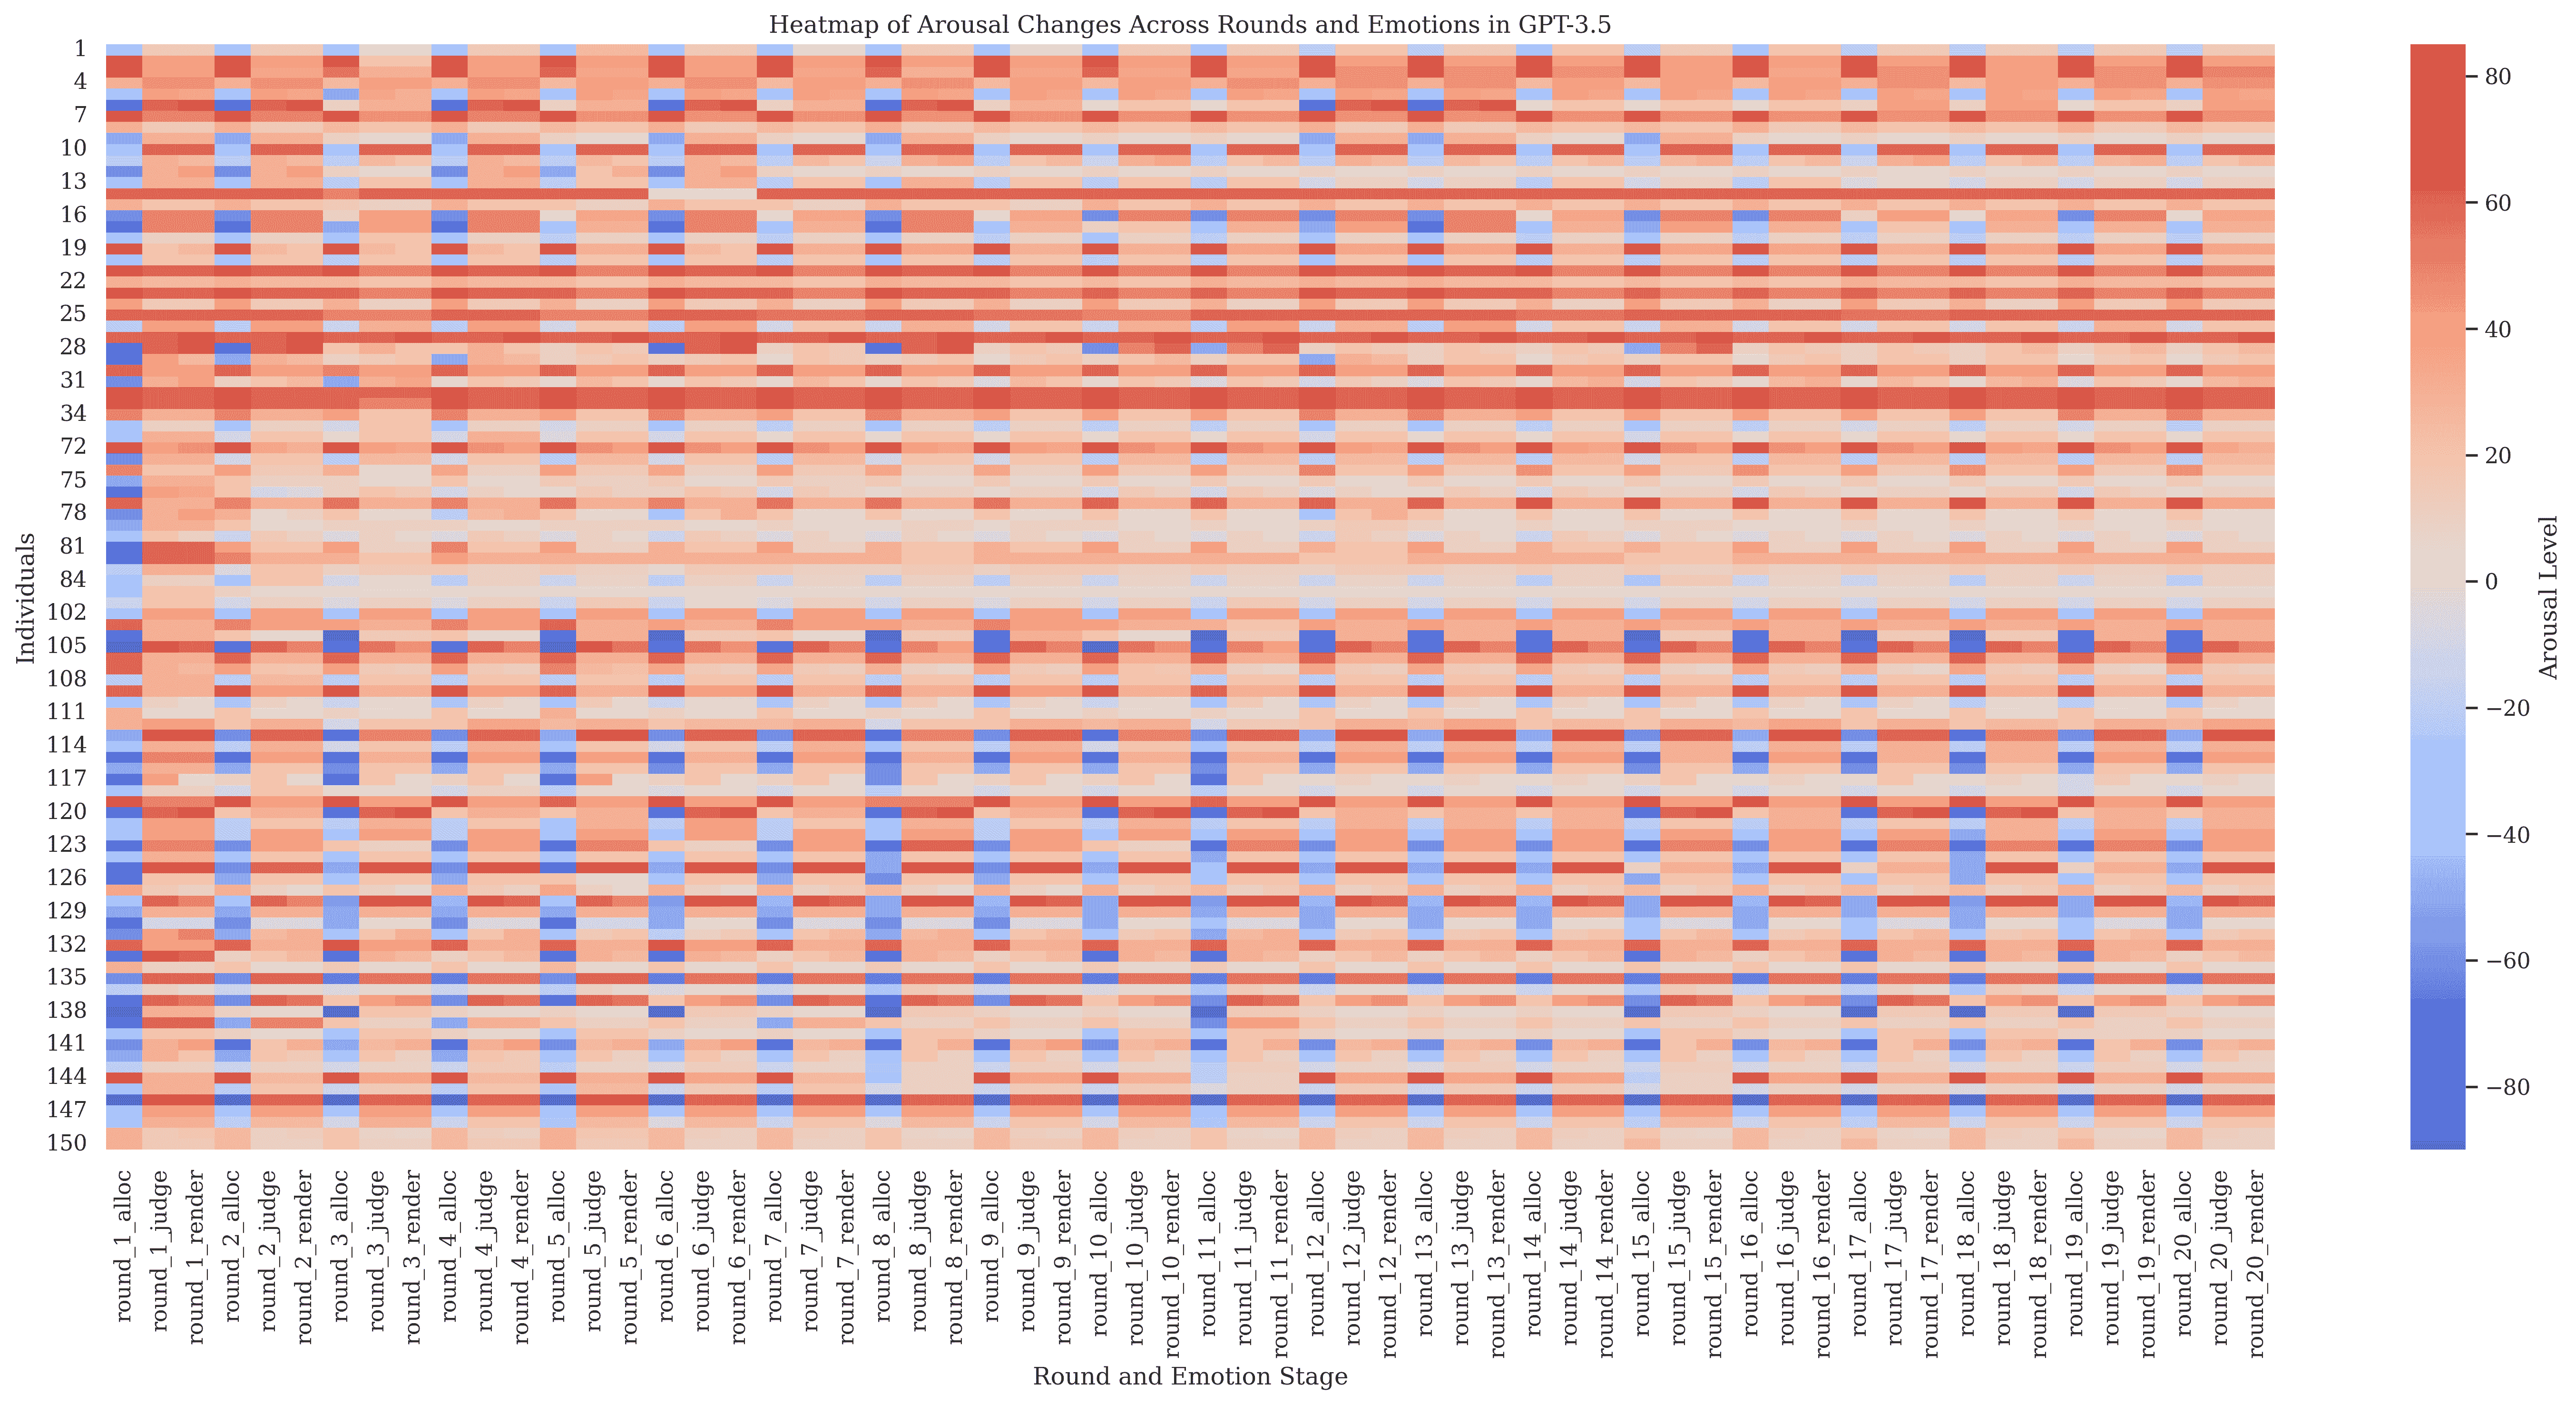 Heatmap of Arousal Changes Across Rounds and Emotions in GPT-3.5
Individuals
1
4
7
10
13
16
19
22
25
28
31
34
72
75
78
81
84
102
105
108
111
114
117
120
123
126
129
132
135
138
141
144
147
150
round_1_alloc
round_1_judge
round_1_render
round_2_alloc
round_2_judge
round_2_render
round_3_alloc
round_3_judge
round_3_render
round_4_alloc
round_4_judge
round_4_render
round_5_alloc
round_5_judge
round_5_render
round_6_alloc
round_6_judge
round_6_render
round_7_alloc
round_7_judge
round_7_render
round_8_alloc
round_8_judge
round_8_render
round_9_alloc
round_9_judge
round_9_render
round_10_alloc
round_10_judge
round_10_render
round_11_alloc
round_11_judge
round_11_render
round_12_alloc
round_12_judge
round_12_render
round_13_alloc
round_13_judge
round_13_render
round_14_alloc
round_14_judge
round_14_render
round_15_alloc
round_15_judge
round_15_render
round_16_alloc
round_16_judge
round_16_render
round_17_alloc
round_17_judge
round_17_render
round_18_alloc
round_18_judge
round_18_render
round_19_alloc
round_19_judge
round_19_render
round_20_alloc
round_20_judge
round_20_render
Round and Emotion Stage
80
60
40
20
0
−20
−40
−60
−80
Arousal Level